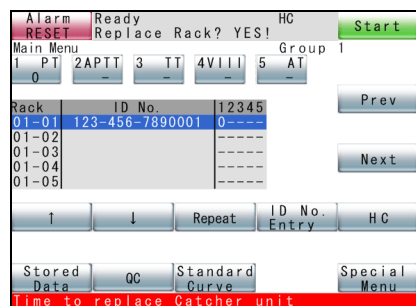 Alarm RESET Ready HC Start
Replace Rack? YES!
Main Menu Group 1
1 PT 2APTT 3 TT 4VIII 5 AT
0 – – – –
Prev
Rack ID No. 12345
01-01 123-456-7890001 0----
01-02 -----
01-03 -----
Next
01-04 -----
01-05 -----
↑ ↓ Repeat ID No. Entry HC
Stored Data QC Standard Curve Special Menu
Time to replace Catcher unit